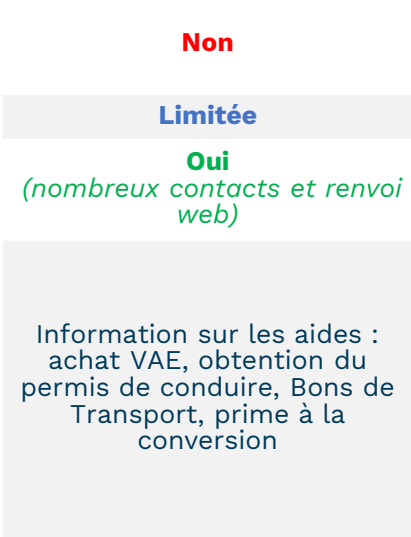 Non
Limitée
Oui
(nombreux contacts et renvoi
web)
Information sur les aides :
achat VAE, obtention du
permis de conduire, Bons de
Transport, prime à la
conversion